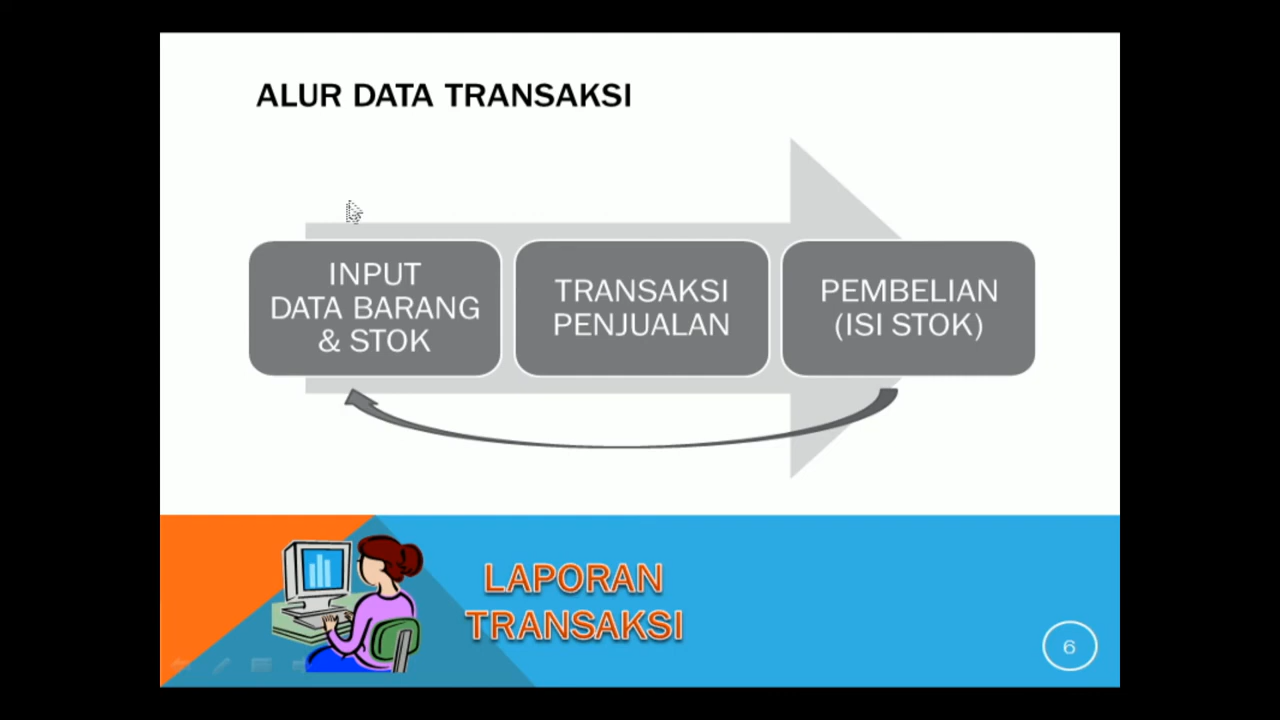 ALUR DATA TRANSAKSI
INPUT
DATA BARANG
& STOK
TRANSAKSI
PENJUALAN
PEMBELIAN
(ISI STOK)
LAPORAN
TRANSAKSI
6